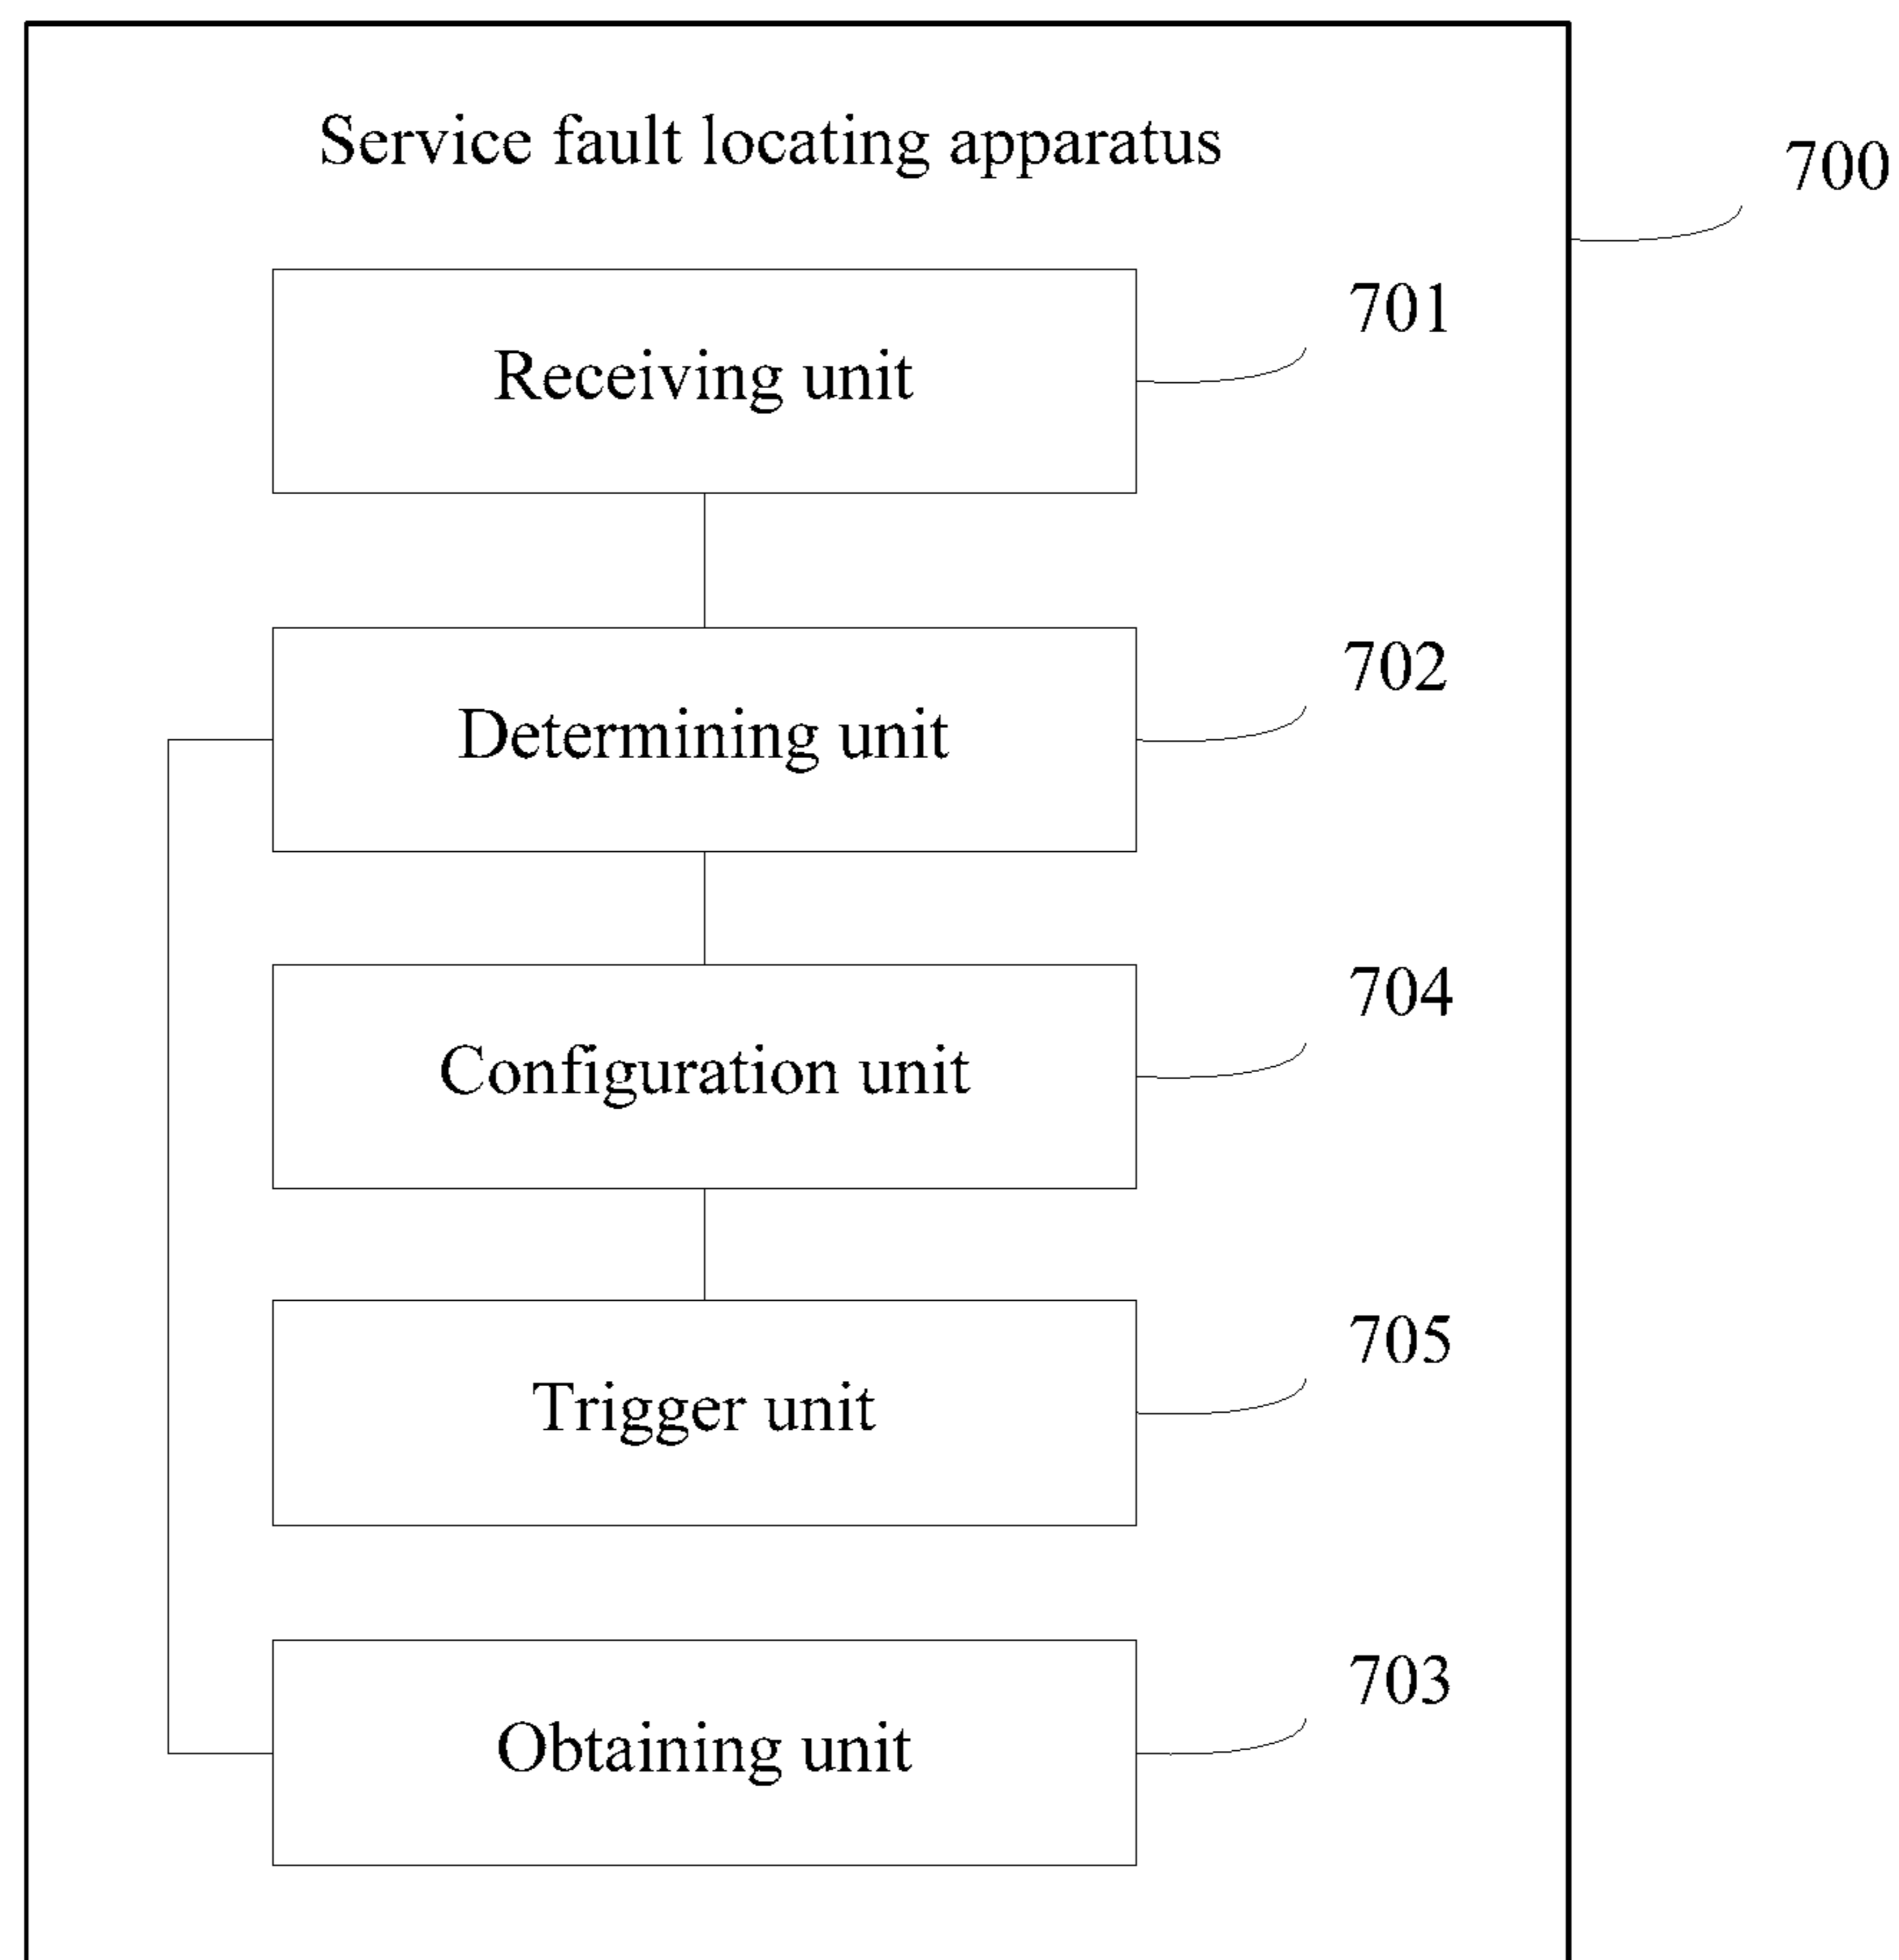 Service fault locating apparatus
700
Receiving unit
701
Determining unit
702
Configuration unit
704
Trigger unit
705
Obtaining unit
703